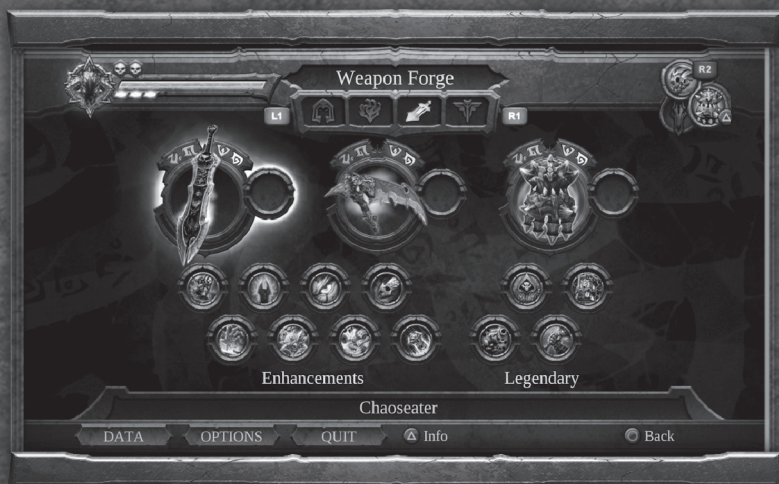 R2
Weapon Forge
L1
R1
Enhancements Legendary
Chaoseater
DATA OPTIONS QUIT Info Back